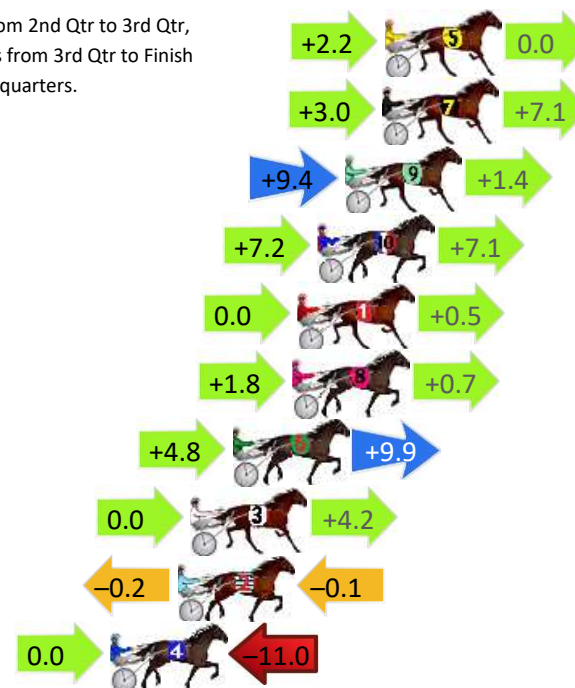 om 2nd Qtr to 3rd Qtr,
s from 3rd Qtr to Finish
quarters.
+2.2 5 0.0
+3.0 7 +7.1
+9.4 9 +1.4
+7.2 10 +7.1
0.0 1 +0.5
+1.8 8 +0.7
+4.8 6 +9.9
0.0 3 +4.2
–0.2 2 –0.1
0.0 4 –11.0